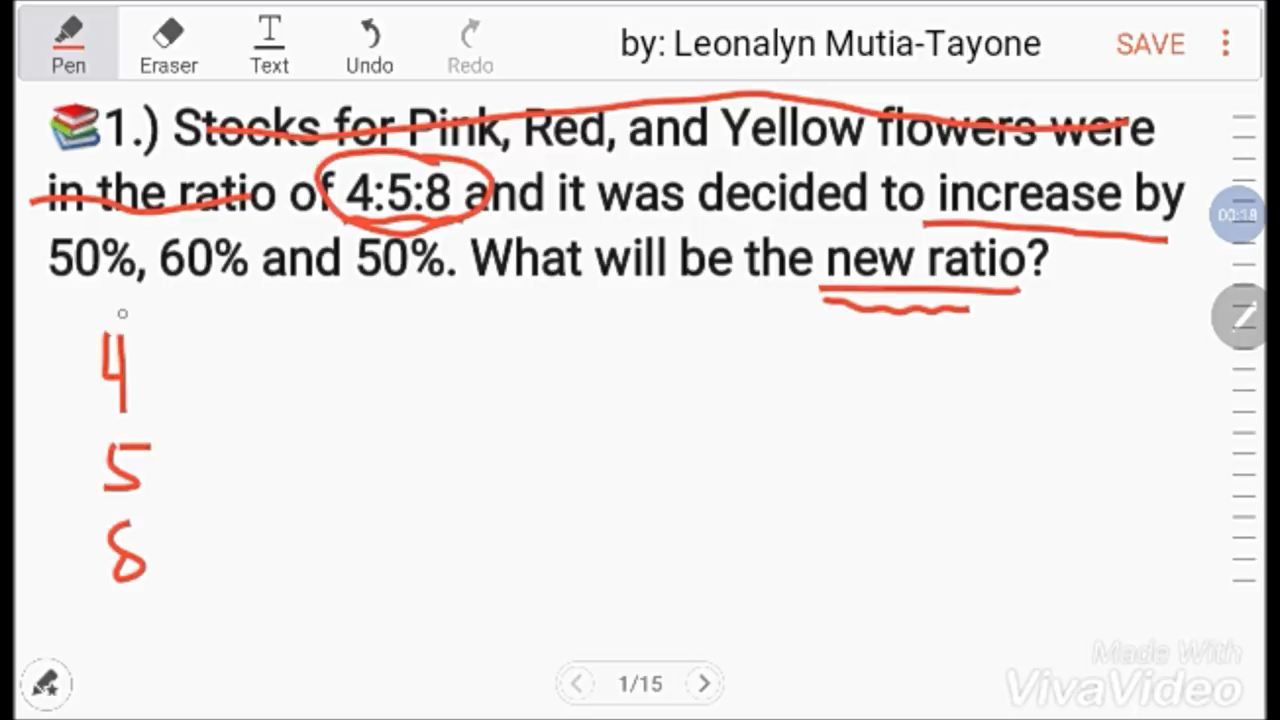 Pen Eraser Text Undo Redo by: Leonalyn Mutia-Tayone SAVE
1.) Stocks for Pink, Red, and Yellow flowers were
in the ratio of 4:5:8 and it was decided to increase by
00:18
50%, 60% and 50%. What will be the new ratio?
4
5
8
1/15
Made With
VivaVideo